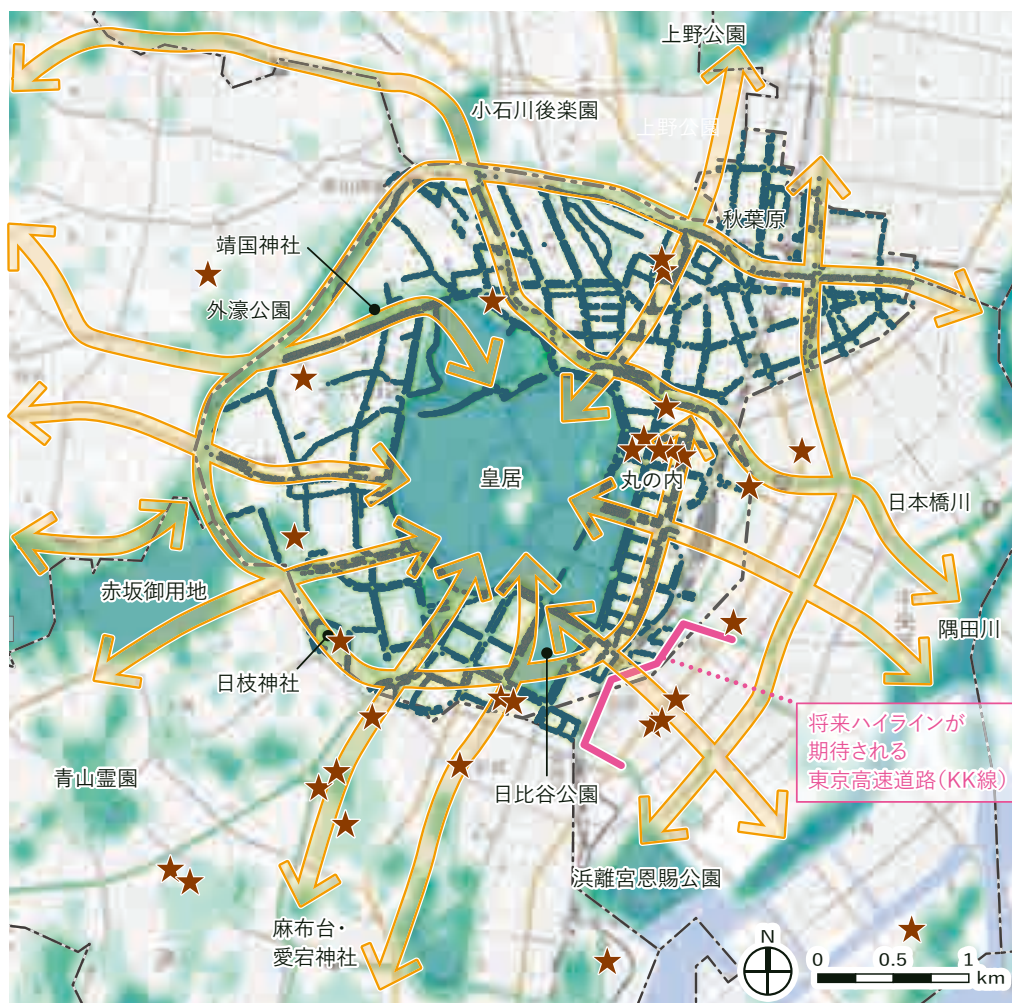 上野公園
小石川後楽園
上野公園
秋葉原
靖国神社
外濠公園
皇居
丸の内
日本橋川
赤坂御用地
隅田川
日枝神社
将来ハイラインが
期待される
東京高速道路(KK線)
青山霊園
日比谷公園
浜離宮恩賜公園
麻布台・
愛宕神社
N
0 0.5 1
km